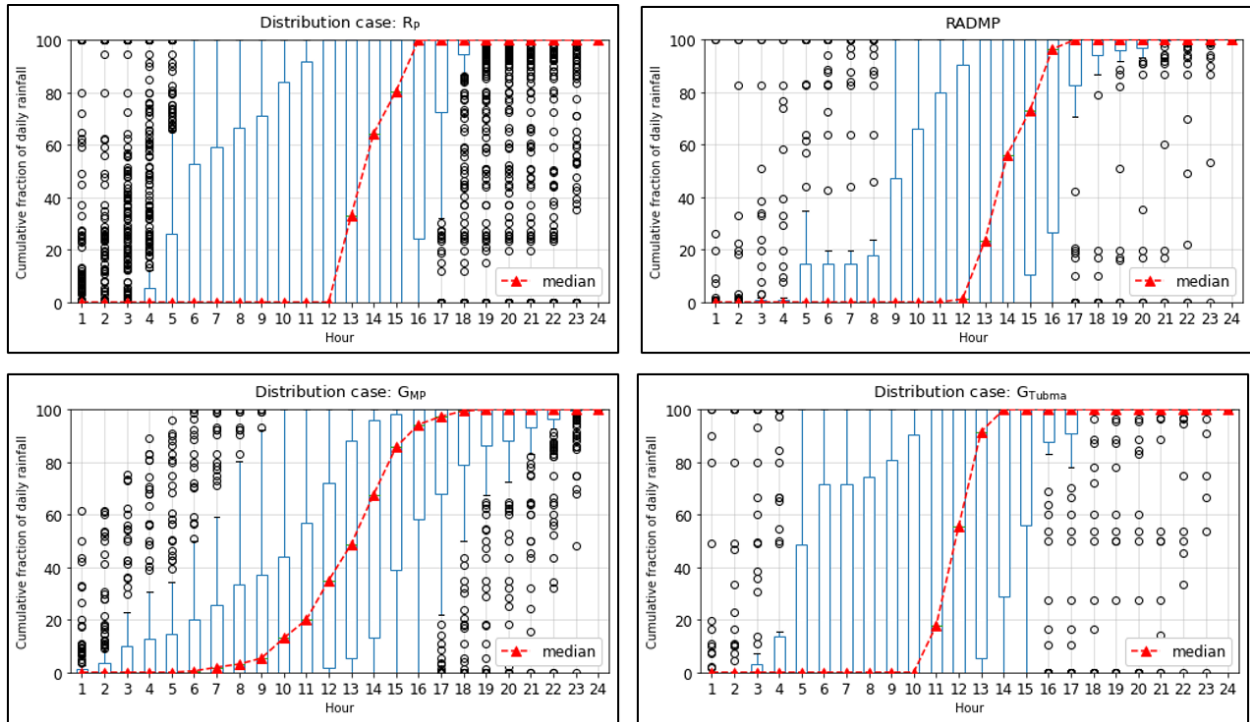 Distribution case: R_P
Cumulative fraction of daily rainfall
100
80
60
40
20
0
median
1 2 3 4 5 6 7 8 9 10 11 12 13 14 15 16 17 18 19 20 21 22 23 24
Hour
RADMP
Cumulative fraction of daily rainfall
100
80
60
40
20
0
median
1 2 3 4 5 6 7 8 9 10 11 12 13 14 15 16 17 18 19 20 21 22 23 24
Hour
Distribution case: G_MP
Cumulative fraction of daily rainfall
100
80
60
40
20
0
median
1 2 3 4 5 6 7 8 9 10 11 12 13 14 15 16 17 18 19 20 21 22 23 24
Hour
Distribution case: G_Tubma
Cumulative fraction of daily rainfall
100
80
60
40
20
0
median
1 2 3 4 5 6 7 8 9 10 11 12 13 14 15 16 17 18 19 20 21 22 23 24
Hour